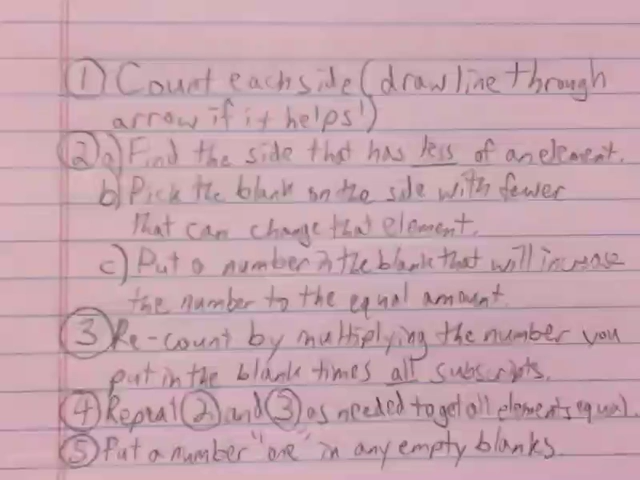 ① Count each side (draw line through
arrow if it helps!)
② a) Find the side that has less of an element.
b) Pick the blank on the side with fewer
that can change that element.
c) Put a number in the blank that will increase
the number to the equal amount.
③ Re-count by multiplying the number you
put in the blank times all subscripts.
④ Repeat ② and ③ as needed to get all elements equal.
⑤ Put a number "one" in any empty blanks.